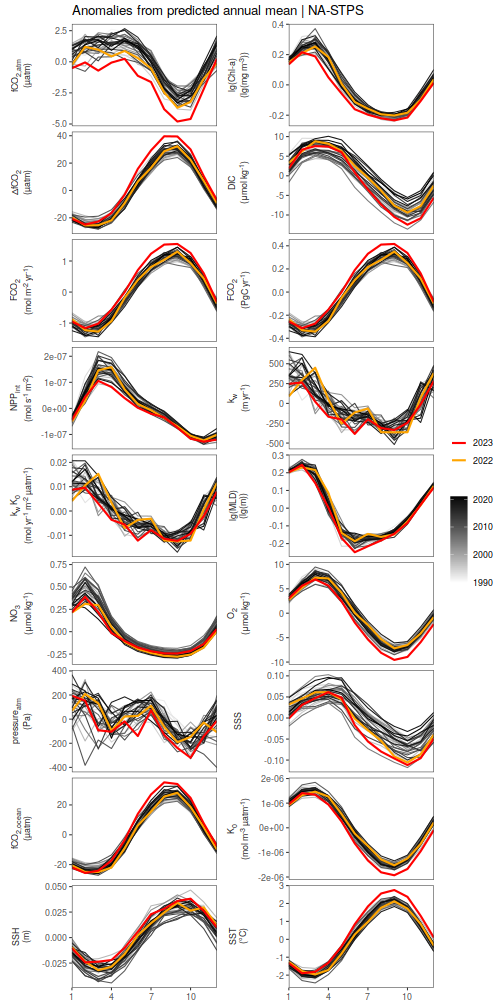 Anomalies from predicted annual mean | NA-STPS
fCO2,atm
(µatm)
2.5
0.0
-2.5
-5.0
lg(Chl-a)
(lg(mg m-3))
0.4
0.2
0.0
-0.2
ΔfCO2
(µatm)
40
20
0
-20
DIC
(µmol kg-1)
10
5
0
-5
-10
FCO2
(mol m-2 yr-1)
1
0
-1
FCO2
(PgC yr-1)
0.4
0.2
0.0
-0.2
-0.4
NPPint
(mol s-1 m-2)
2e-07
1e-07
0e+00
-1e-07
kw
(m yr-1)
500
250
0
-250
-500
kw K0
(mol yr-1 m-2 µatm-1)
0.02
0.01
0.00
-0.01
lg(MLD)
(lg(m))
0.3
0.2
0.1
0.0
-0.1
-0.2
2023
2022
2020
2010
2000
1990
NO3
(µmol kg-1)
0.75
0.50
0.25
0.00
-0.25
O2
(µmol kg-1)
10
5
0
-5
-10
pressureatm
(Pa)
400
200
0
-200
-400
SSS
0.10
0.05
0.00
-0.05
-0.10
fCO2,ocean
(µatm)
20
0
-20
K0
(mol m-3 µatm-1)
2e-06
1e-06
0e+00
-1e-06
-2e-06
SSH
(m)
0.050
0.025
0.000
-0.025
SST
(°C)
3
2
1
0
-1
-2
1 4 7 10
1 4 7 10